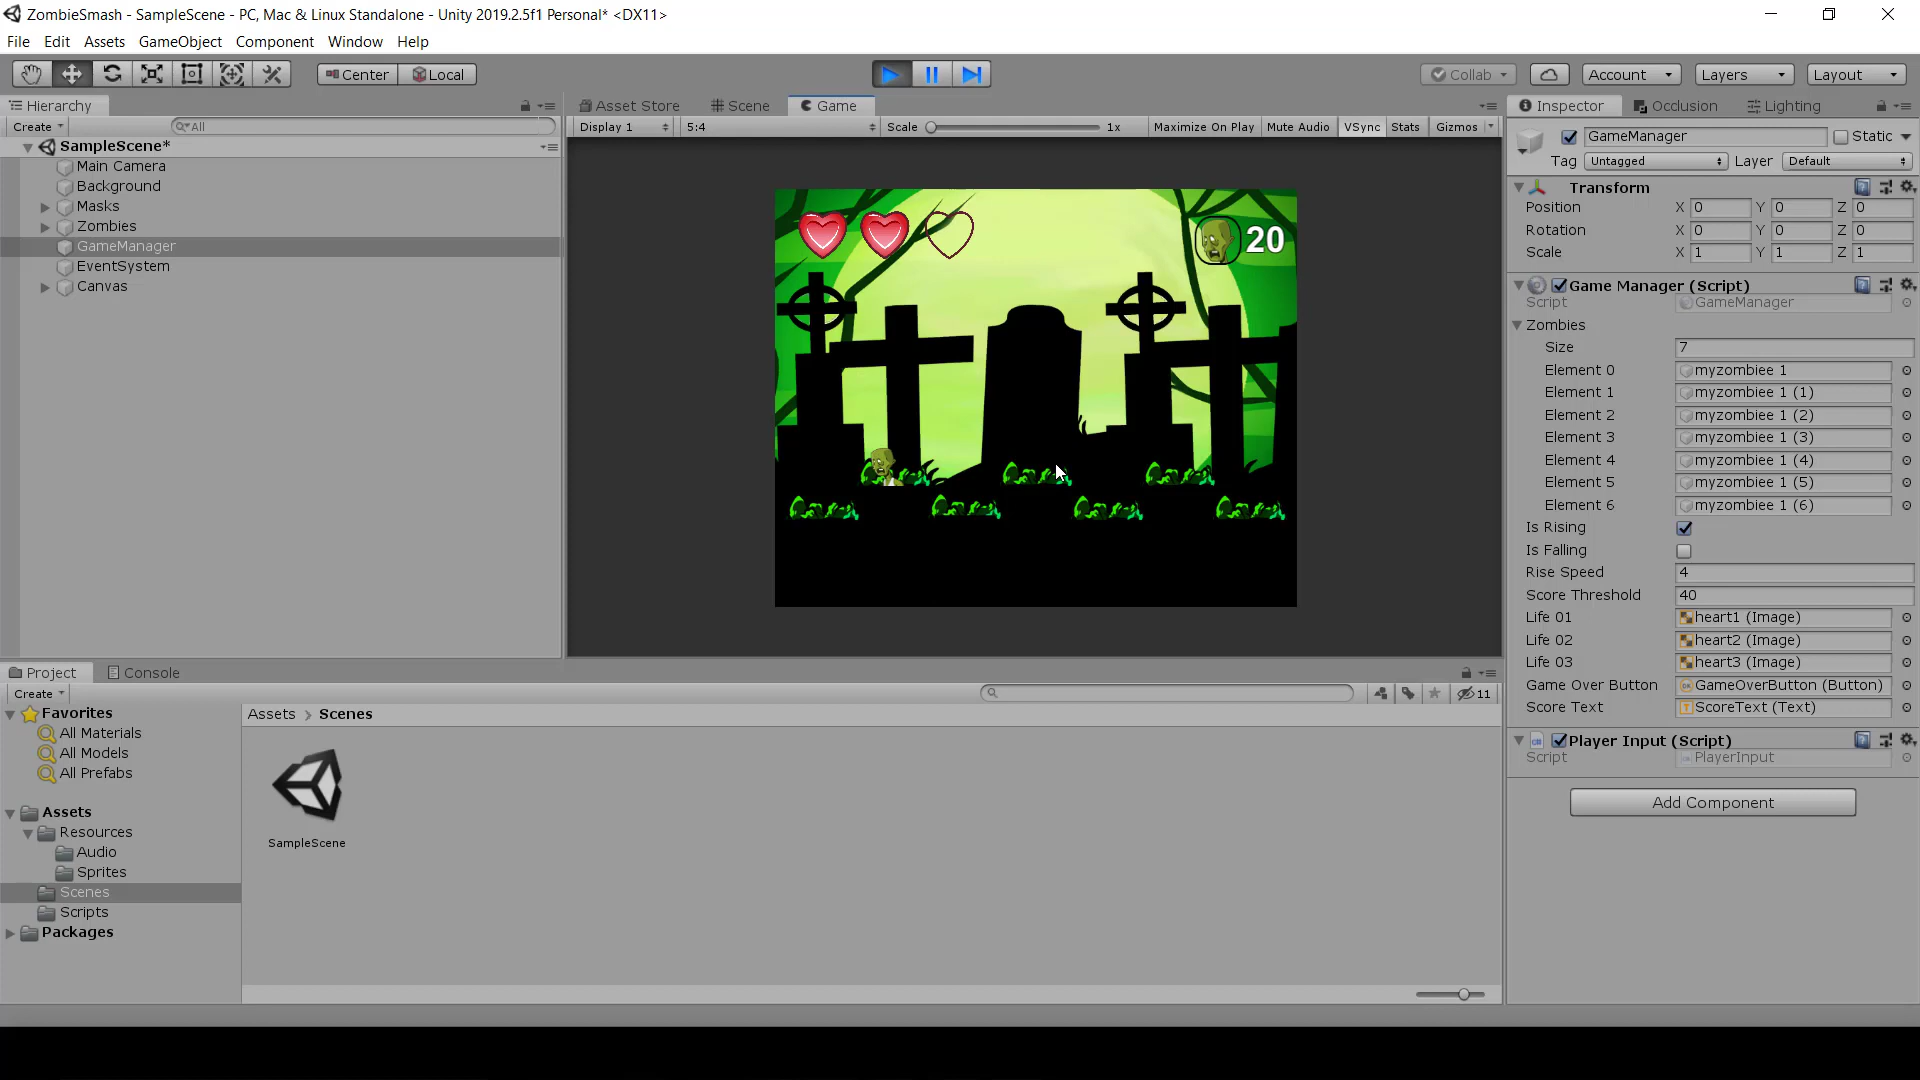 ZombieSmash - SampleScene - PC, Mac & Linux Standalone - Unity 2019.2.5f1 Personal* <DX11>
File Edit Assets GameObject Component Window Help
Center Local Collab Account Layers Layout
Hierarchy
Create All
SampleScene*
Main Camera
Background
Masks
Zombies
GameManager
EventSystem
Canvas
Asset Store Scene Game
Display 1 5:4 Scale 1x Maximize On Play Mute Audio VSync Stats Gizmos
20
Inspector Occlusion Lighting
GameManager Static
Tag Untagged Layer Default
Transform
Position X 0 Y 0 Z 0
Rotation X 0 Y 0 Z 0
Scale X 1 Y 1 Z 1
Game Manager (Script)
Script GameManager
Zombies
Size 7
Element 0 myzombiee 1
Element 1 myzombiee 1 (1)
Element 2 myzombiee 1 (2)
Element 3 myzombiee 1 (3)
Element 4 myzombiee 1 (4)
Element 5 myzombiee 1 (5)
Element 6 myzombiee 1 (6)
Is Rising
Is Falling
Rise Speed 4
Score Threshold 40
Life 01 heart1 (Image)
Life 02 heart2 (Image)
Life 03 heart3 (Image)
Game Over Button GameOverButton (Button)
Score Text ScoreText (Text)
Player Input (Script)
Script PlayerInput
Add Component
Project Console
Create 11
Favorites
All Materials
All Models
All Prefabs
Assets
Resources
Audio
Sprites
Scenes
Scripts
Packages
Assets > Scenes
SampleScene